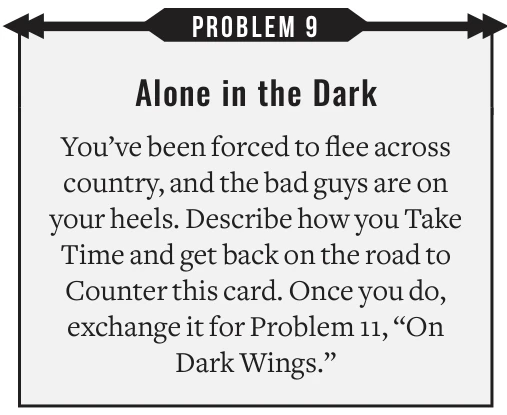 PROBLEM 9
Alone in the Dark
You’ve been forced to flee across
country, and the bad guys are on
your heels. Describe how you Take
Time and get back on the road to
Counter this card. Once you do,
exchange it for Problem 11, “On
Dark Wings.”